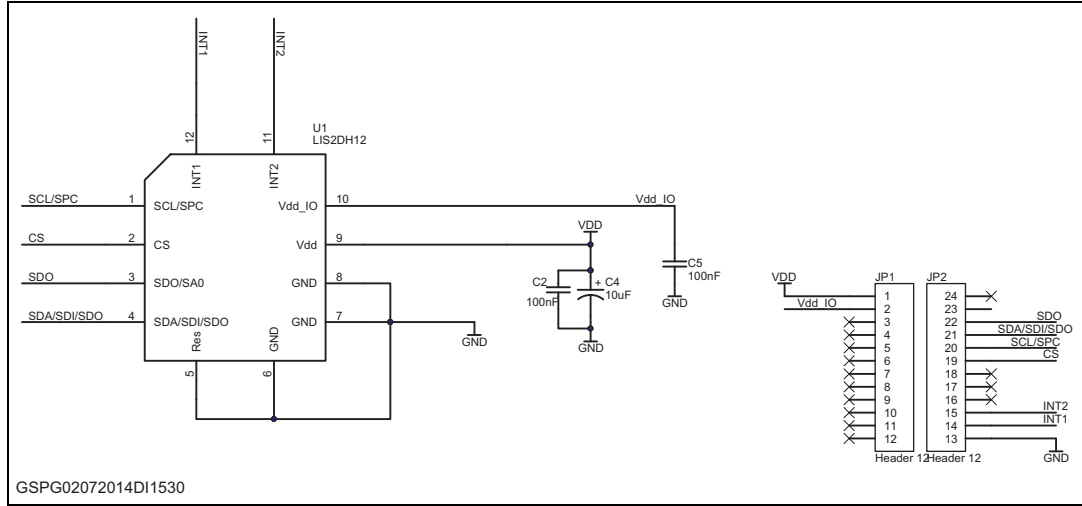 INT1
INT2
12
11
U1
LIS2DH12
INT1
INT2
SCL/SPC
1
SCL/SPC
Vdd_IO
10
Vdd_IO
CS
2
CS
Vdd
9
VDD
SDO
3
SDO/SA0
GND
8
SDA/SDI/SDO
4
SDA/SDI/SDO
GND
7
GND
Res
GND
5
6
C2
100nF
+ C4
10uF
GND
C5
100nF
GND
VDD
Vdd_IO
JP1
1
2
3
4
5
6
7
8
9
10
11
12
Header 12
JP2
24
23
22 SDO
21 SDA/SDI/SDO
20 SCL/SPC
19 CS
18
17
16
15 INT2
14 INT1
13
GND
Header 12
GSPG02072014DI1530